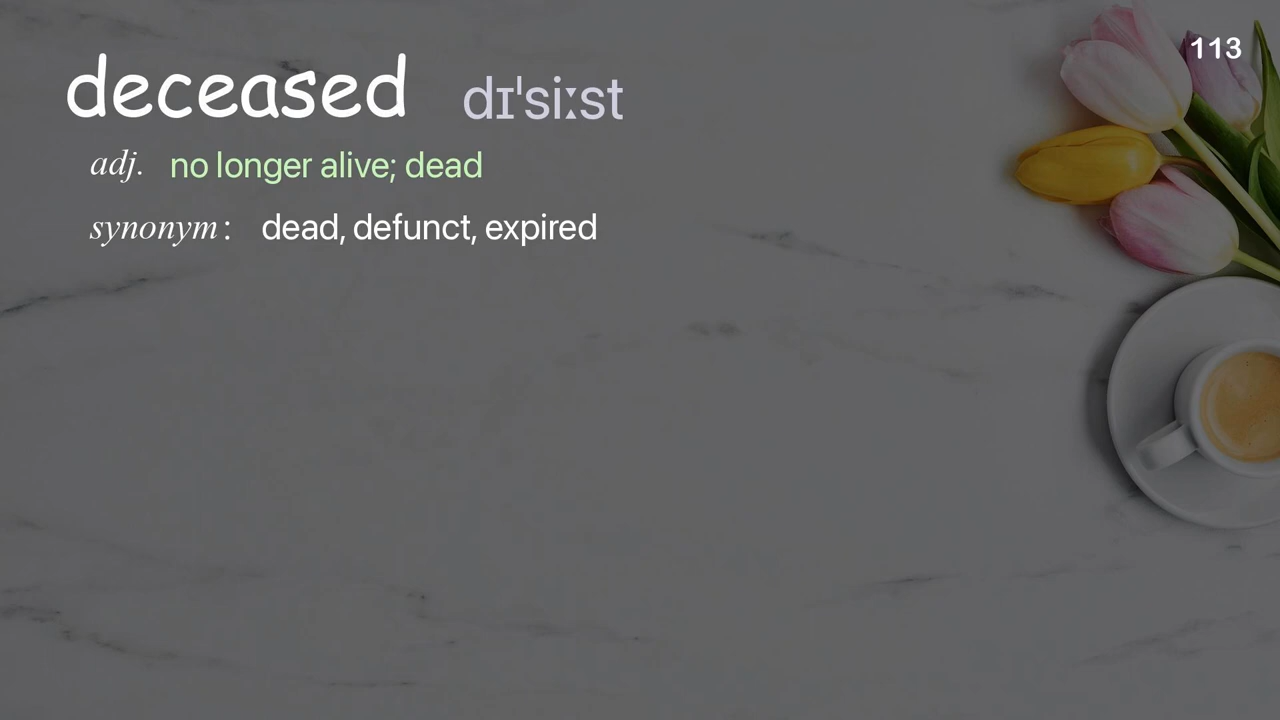 113
deceased dɪˈsiːst
adj. no longer alive; dead
synonym : dead, defunct, expired